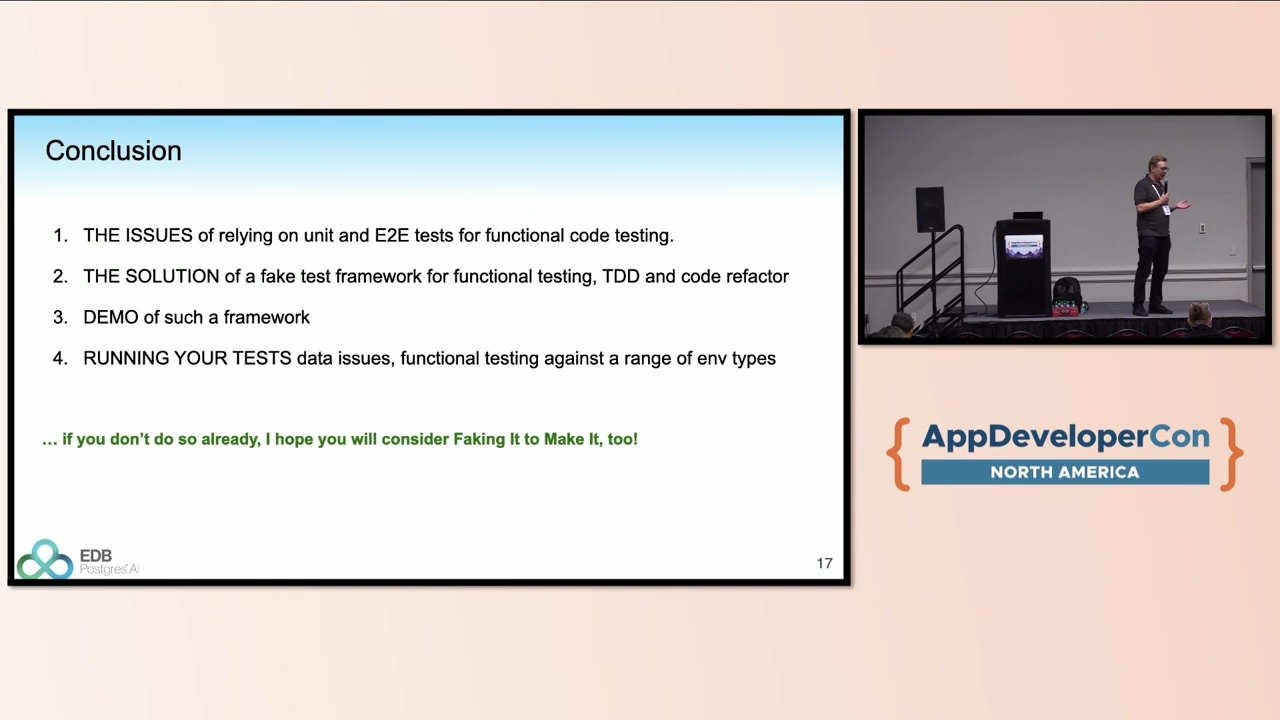 Conclusion
1. THE ISSUES of relying on unit and E2E tests for functional code testing.
2. THE SOLUTION of a fake test framework for functional testing, TDD and code refactor
3. DEMO of such a framework
4. RUNNING YOUR TESTS data issues, functional testing against a range of env types
… if you don’t do so already, I hope you will consider Faking It to Make It, too!
EDB
Postgres AI
17
AppDeveloperCon
{ AppDeveloperCon }
NORTH AMERICA